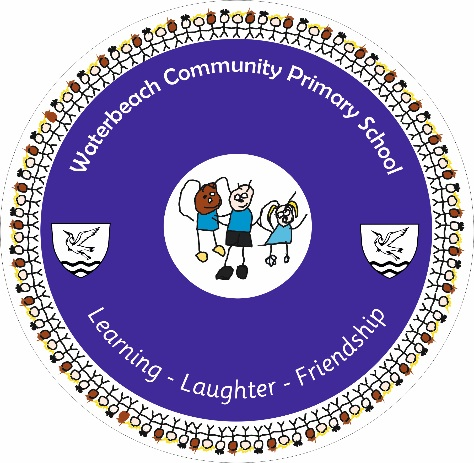 Waterbeach Community Primary School
Learning - Laughter - Friendship